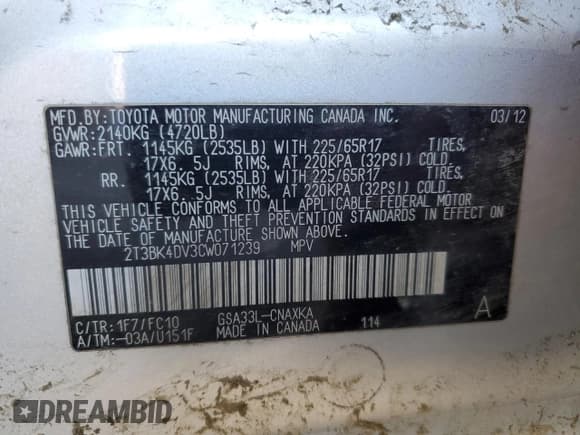 MFD. BY: TOYOTA MOTOR MANUFACTURING CANADA INC. 03/12
GVWR: 2140KG (4720LB)
GAWR: FRT. 1145KG (2535LB) WITH 225/65R17 TIRES,
17X6. 5J RIMS, AT 220KPA (32PSI) COLD.
RR. 1145KG (2535LB) WITH 225/65R17 TIRES,
17X6. 5J RIMS, AT 220KPA (32PSI) COLD.
THIS VEHICLE CONFORMS TO ALL APPLICABLE FEDERAL MOTOR
VEHICLE SAFETY AND THEFT PREVENTION STANDARDS IN EFFECT
ON THE DATE OF MANUFACTURE SHOWN ABOVE.
2T3BK4DV3CW071239 MPV
C/TR: 1F7/FC10 GSA33L-CNAXKA
A/TM: -03A/U151F MADE IN CANADA 114 A
DREAMBID